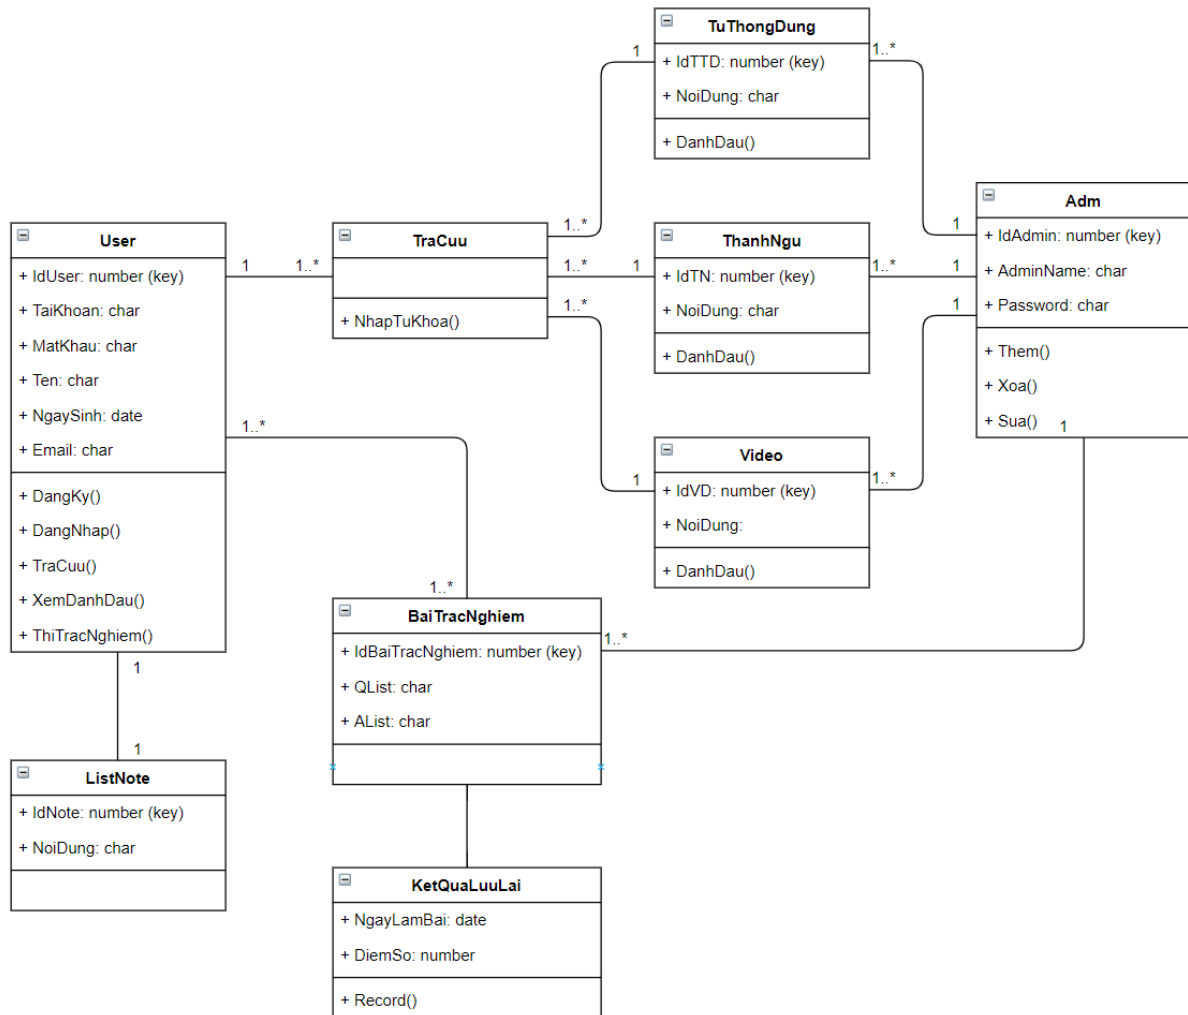 TuThongDung
+ IdTTD: number (key)
+ NoiDung: char
+ DanhDau()
1
1..*
1..*
1
User
+ IdUser: number (key)
+ TaiKhoan: char
+ MatKhau: char
+ Ten: char
+ NgaySinh: date
+ Email: char
+ DangKy()
+ DangNhap()
+ TraCuu()
+ XemDanhDau()
+ ThiTracNghiem()
1
1..*
TraCuu
+ NhapTuKhoa()
1..*
1
1..*
1
ThanhNgu
+ IdTN: number (key)
+ NoiDung: char
+ DanhDau()
1..*
1
Adm
+ IdAdmin: number (key)
+ AdminName: char
+ Password: char
+ Them()
+ Xoa()
+ Sua()
1
1
Video
+ IdVD: number (key)
+ NoiDung:
+ DanhDau()
1..*
1..*
1..*
BaiTracNghiem
+ IdBaiTracNghiem: number (key)
+ QList: char
+ AList: char
1..*
1
1
ListNote
+ IdNote: number (key)
+ NoiDung: char
KetQuaLuuLai
+ NgayLamBai: date
+ DiemSo: number
+ Record()